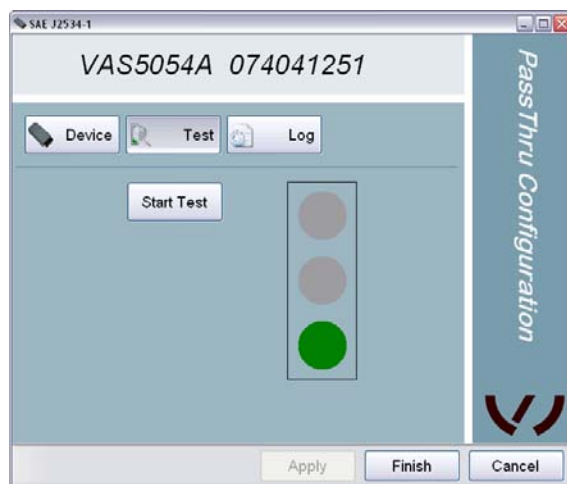 SAE J2534-1
VAS5054A 074041251
Device
Test
Log
Start Test
PassThru Configuration
Apply
Finish
Cancel